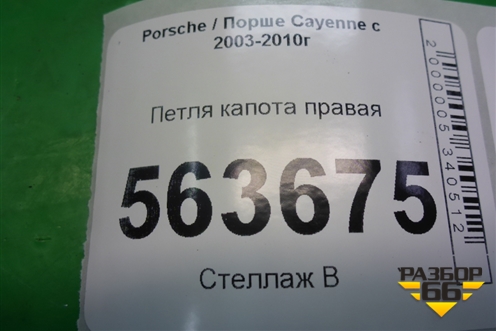 Porsche / Порше Cayenne с
2003-2010г
Петля капота правая
563675
Стеллаж В
2000005340512
РАЗБОР
66